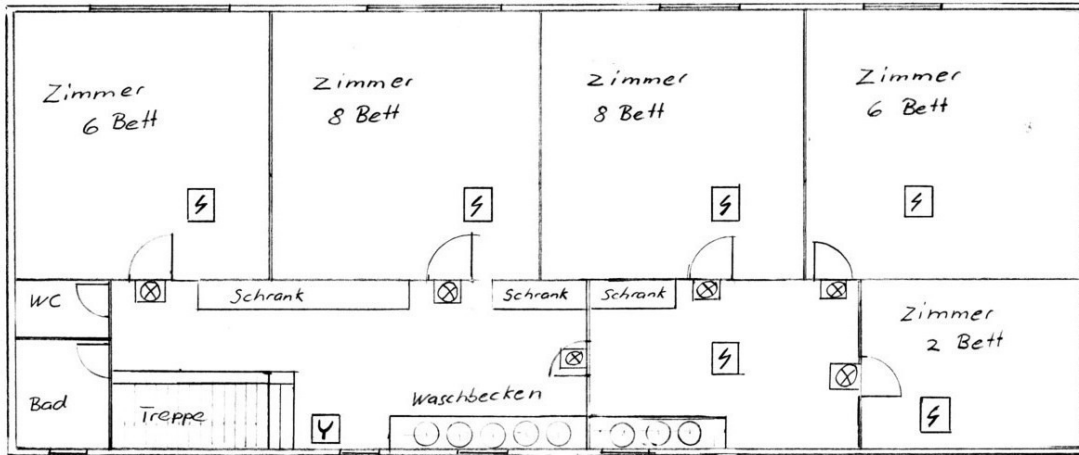 Zimmer
6 Bett
Zimmer
8 Bett
Zimmer
8 Bett
Zimmer
6 Bett
WC
Schrank
Schrank
Schrank
Zimmer
2 Bett
Bad
Treppe
Waschbecken
Y